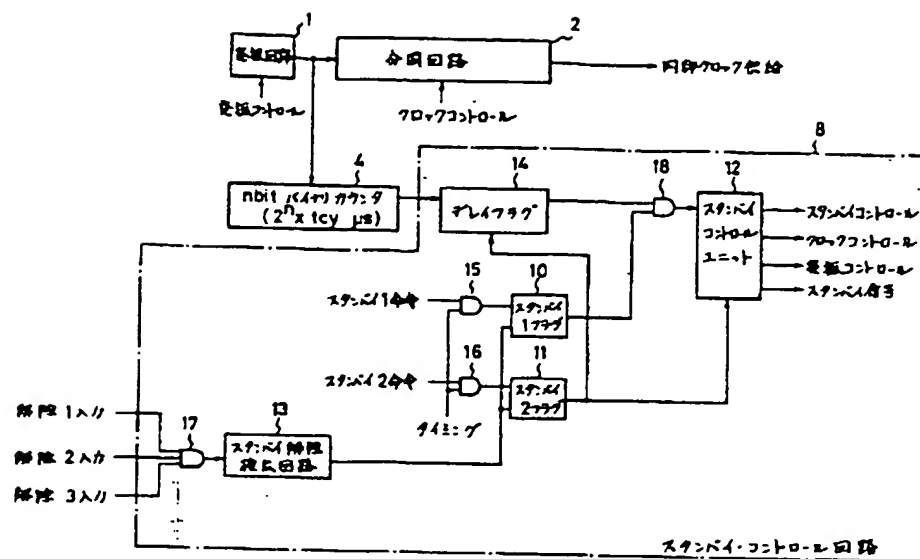 1
2
発振回路
分周回路
内部クロック供給
発振コントロール
クロックコントロール
8
4
14
18
12
nbit バイナリカウンタ
(2ⁿx tcy μs)
ディレイフラグ
スタンバイ
コントロール
ユニット
スタンバイコントロール
クロックコントロール
発振コントロール
スタンバイ信号
15
10
スタンバイ1命令
スタンバイ
1フラグ
16
11
スタンバイ2命令
スタンバイ
2フラグ
タイミング
解除 1入力
17
13
解除 2入力
スタンバイ解除
検出回路
解除 3入力
スタンバイ・コントロール回路